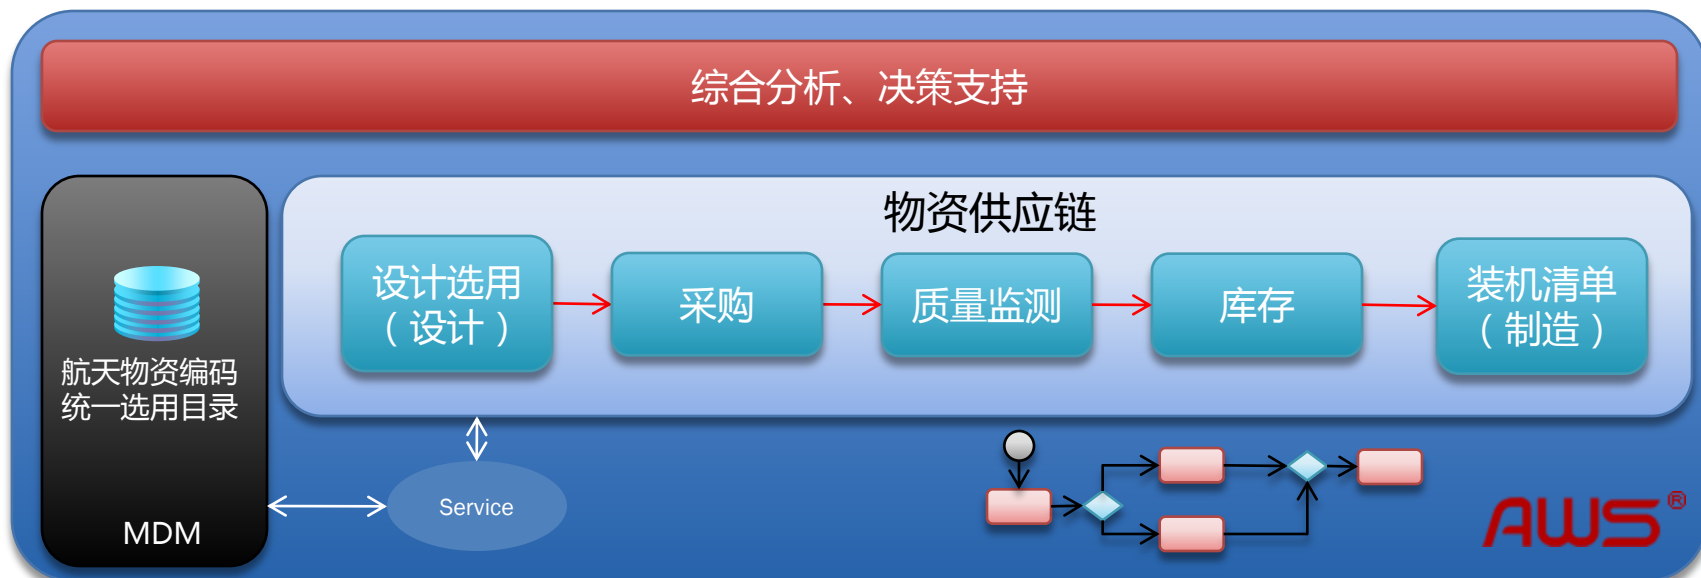 综合分析、决策支持
物资供应链
设计选用
（设计）
采购
质量监测
库存
装机清单
（制造）
航天物资编码
统一选用目录
MDM
Service
AWS®